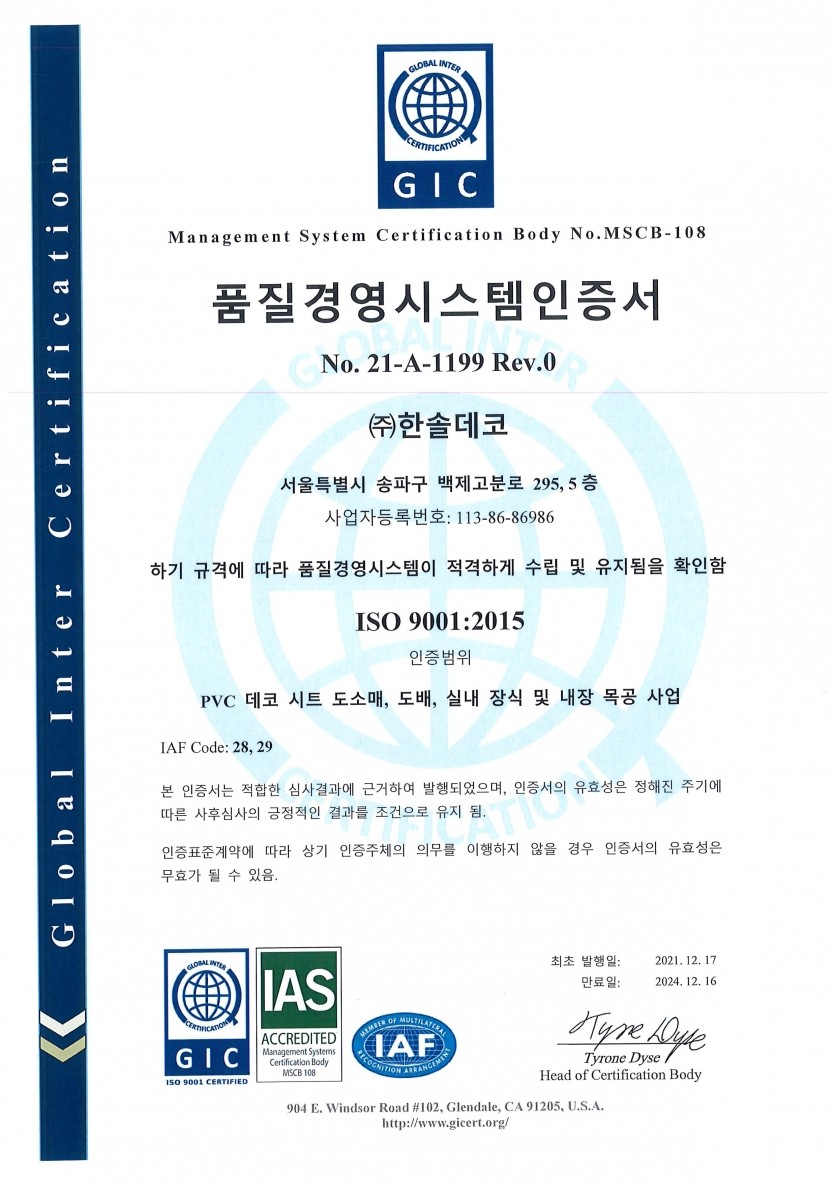 Global Inter Certification
GLOBAL INTER
CERTIFICATION
GIC
Management System Certification Body No.MSCB-108
품질경영시스템인증서
GLOBAL INTER
No. 21-A-1199 Rev.0
㈜한솔데코
서울특별시 송파구 백제고분로 295, 5 층
사업자등록번호: 113-86-86986
하기 규격에 따라 품질경영시스템이 적격하게 수립 및 유지됨을 확인함
ISO 9001:2015
인증범위
PVC 데코 시트 도소매, 도배, 실내 장식 및 내장 목공 사업
IAF Code: 28, 29
본 인증서는 적합한 심사결과에 근거하여 발행되었으며, 인증서의 유효성은 정해진 주기에
따른 사후심사의 긍정적인 결과를 조건으로 유지 됨.
CERTIFICATION
인증표준계약에 따라 상기 인증주체의 의무를 이행하지 않을 경우 인증서의 유효성은
무효가 될 수 있음.
GLOBAL INTER
CERTIFICATION
GIC
ISO 9001 CERTIFIED
IAS
ACCREDITED
Management Systems
Certification Body
MSCB 108
MEMBER OF MULTILATERAL
IAF
RECOGNITION ARRANGEMENT
최초 발행일: 2021. 12. 17
만료일: 2024. 12. 16
Tyrone Dyse
Tyrone Dyse
Head of Certification Body
904 E. Windsor Road #102, Glendale, CA 91205, U.S.A.
http://www.gicert.org/